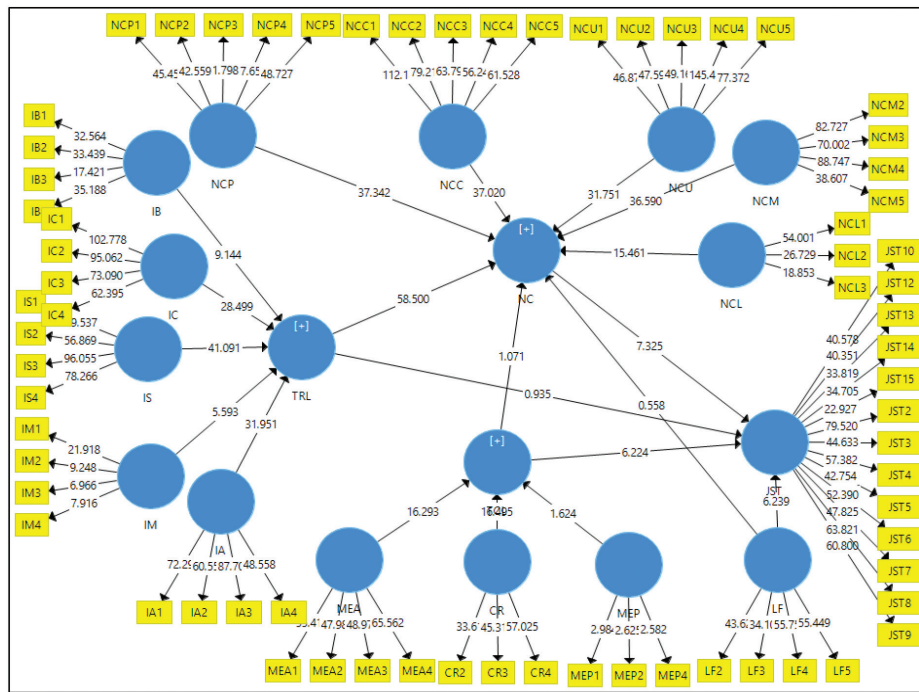 NCP1 NCP2 NCP3 NCP4 NCP5
NCC1 NCC2 NCC3 NCC4 NCC5
NCU1 NCU2 NCU3 NCU4 NCU5
42.559 48.727
61.528
77.372
NCP
NCC
NCU
NCM2
NCM3
NCM4
NCM5
82.727
70.002
88.747
38.607
NCM
IB1
IB2
IB3
32.564
33.439
17.421
35.188
IB
9.144
37.342
37.020
31.751
36.590
15.461
NCL1
NCL2
NCL3
54.001
26.729
18.853
NCL
IC1
IC2
IC3
IC4
102.778
95.062
73.090
62.395
IC
28.499
[+]
NC
IS1
IS2
IS3
IS4
56.869
96.055
78.266
IS
41.091
[+]
TRL
58.500
1.071
7.325
0.935
0.558
JST10
JST12
JST13
JST14
JST15
JST2
JST3
JST4
JST5
JST6
JST7
JST8
JST9
40.578
40.351
33.819
34.705
22.927
79.520
44.633
57.382
42.754
52.390
47.825
63.821
60.800
[+]
JST
IM1
IM2
IM3
IM4
21.918
9.248
6.966
7.916
IM
5.593
31.951
[+]
6.224
6.239
IA
72.29 48.558
IA1 IA2 IA3 IA4
16.293
1.624
MEA
65.562
MEA1 MEA2 MEA3 MEA4
CR
57.025
CR2 CR3 CR4
MEP
2.984 2.625 2.582
MEP1 MEP2 MEP4
LF
55.449
LF2 LF3 LF4 LF5